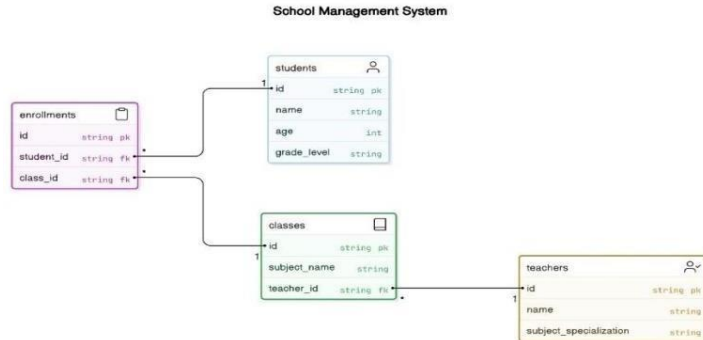 School Management System
students
1
id string pk
name string
age int
grade_level string
enrollments
id string pk
student_id string fk *
class_id string fk *
classes
1
id string pk
subject_name string
teacher_id string fk *
teachers
1
id string pk
name string
subject_specialization string